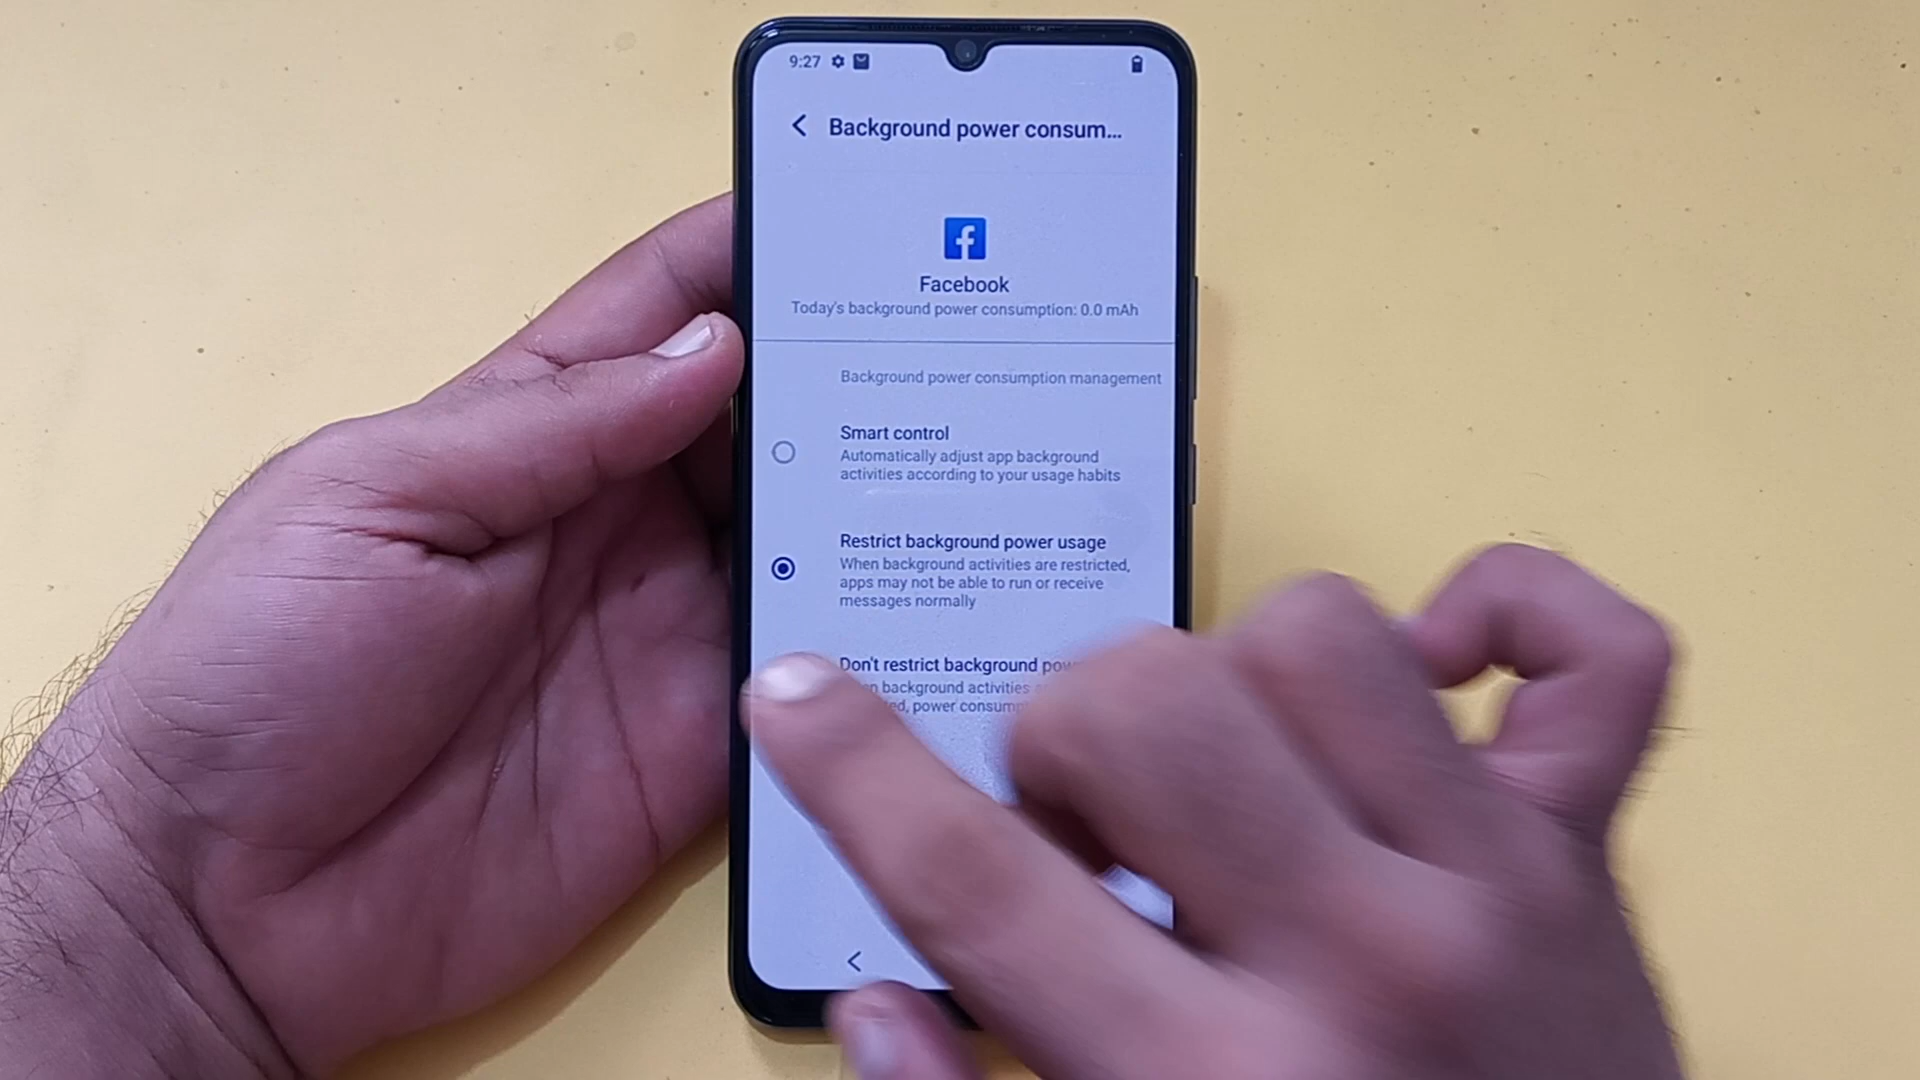 9:27
Background power consum...
Facebook
Today's background power consumption: 0.0 mAh
Background power consumption management
Smart control
Automatically adjust app background
activities according to your usage habits
Restrict background power usage
When background activities are restricted,
apps may not be able to run or receive
messages normally
Don't restrict background
background activities
power